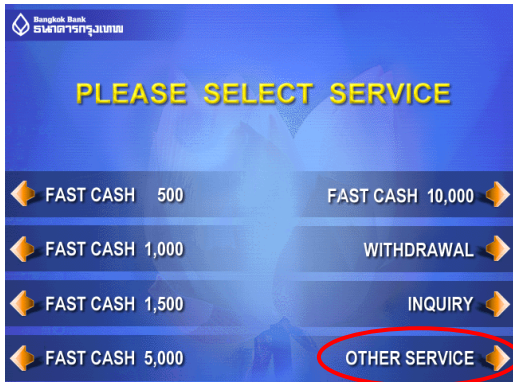 Bangkok Bank
ธนาคารกรุงเทพ
PLEASE SELECT SERVICE
FAST CASH 500
FAST CASH 10,000
FAST CASH 1,000
WITHDRAWAL
FAST CASH 1,500
INQUIRY
FAST CASH 5,000
OTHER SERVICE